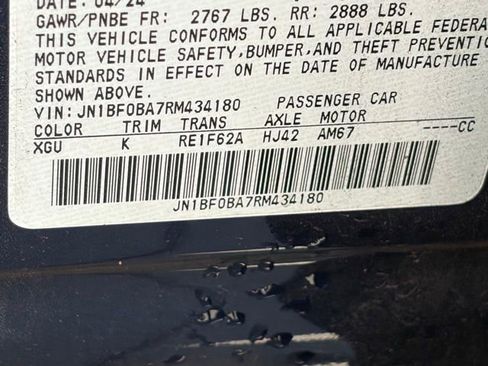 DATE: 04/24
GAWR/PNBE FR: 2767 LBS. RR: 2888 LBS.
THIS VEHICLE CONFORMS TO ALL APPLICABLE FEDERA
MOTOR VEHICLE SAFETY,BUMPER,AND THEFT PREVENTIO
STANDARDS IN EFFECT ON THE DATE OF MANUFACTURE
SHOWN ABOVE.
VIN: JN1BF0BA7RM434180 PASSENGER CAR
COLOR TRIM TRANS AXLE MOTOR
XGU K RE1F62A HJ42 AM67 ----CC
JN1BF0BA7RM434180